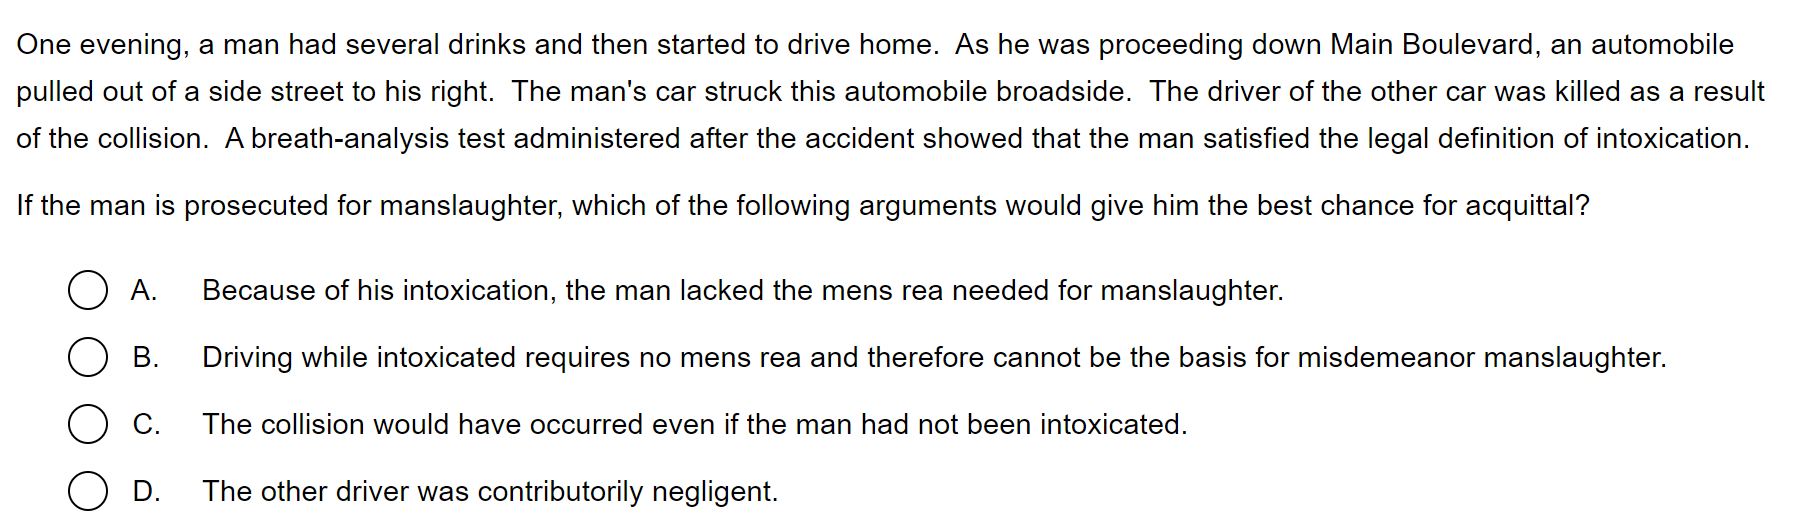 One evening, a man had several drinks and then started to drive home.  As he was proceeding down Main Boulevard, an automobile
pulled out of a side street to his right.  The man's car struck this automobile broadside.  The driver of the other car was killed as a result
of the collision.  A breath-analysis test administered after the accident showed that the man satisfied the legal definition of intoxication.
If the man is prosecuted for manslaughter, which of the following arguments would give him the best chance for acquittal?
A. Because of his intoxication, the man lacked the mens rea needed for manslaughter.
B. Driving while intoxicated requires no mens rea and therefore cannot be the basis for misdemeanor manslaughter.
C. The collision would have occurred even if the man had not been intoxicated.
D. The other driver was contributorily negligent.